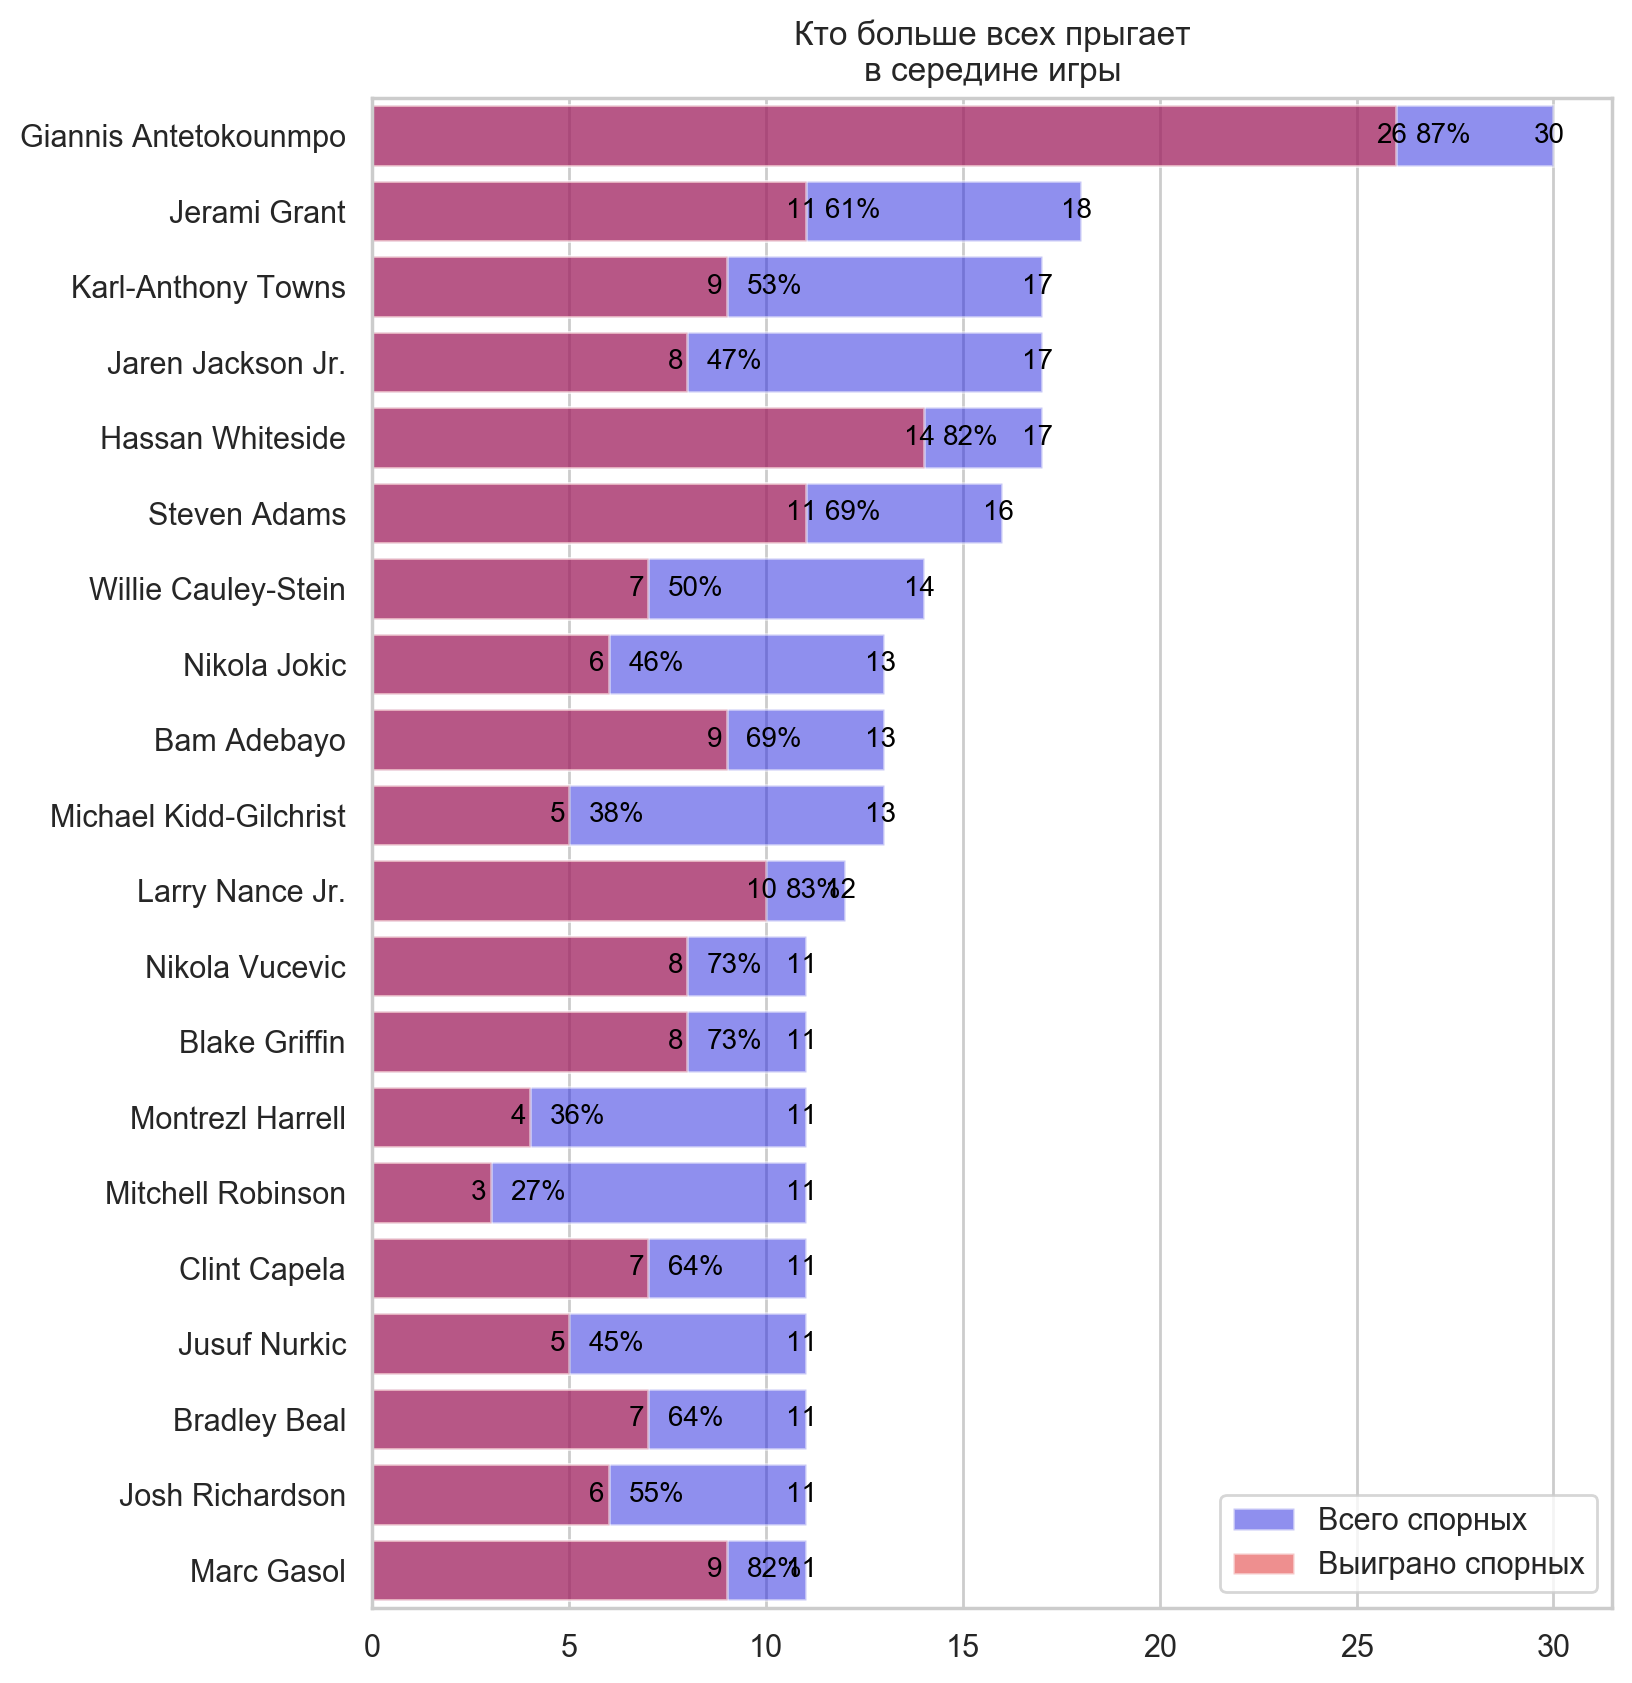 Кто больше всех прыгает
в середине игры
Giannis Antetokounmpo 26 87% 30
Jerami Grant 11 61% 18
Karl-Anthony Towns 9 53% 17
Jaren Jackson Jr. 8 47% 17
Hassan Whiteside 14 82% 17
Steven Adams 11 69% 16
Willie Cauley-Stein 7 50% 14
Nikola Jokic 6 46% 13
Bam Adebayo 9 69% 13
Michael Kidd-Gilchrist 5 38% 13
Larry Nance Jr. 10 83% 12
Nikola Vucevic 8 73% 11
Blake Griffin 8 73% 11
Montrezl Harrell 4 36% 11
Mitchell Robinson 3 27% 11
Clint Capela 7 64% 11
Jusuf Nurkic 5 45% 11
Bradley Beal 7 64% 11
Josh Richardson 6 55% 11
Marc Gasol 9 82% 11
Всего спорных
Выиграно спорных
0 5 10 15 20 25 30